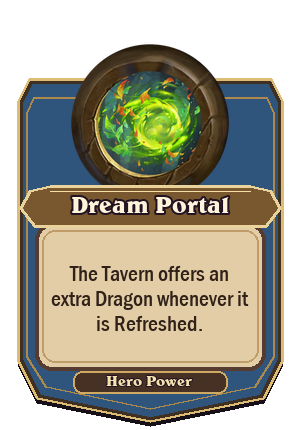 Dream Portal
The Tavern offers an
extra Dragon whenever it
is Refreshed.
Hero Power